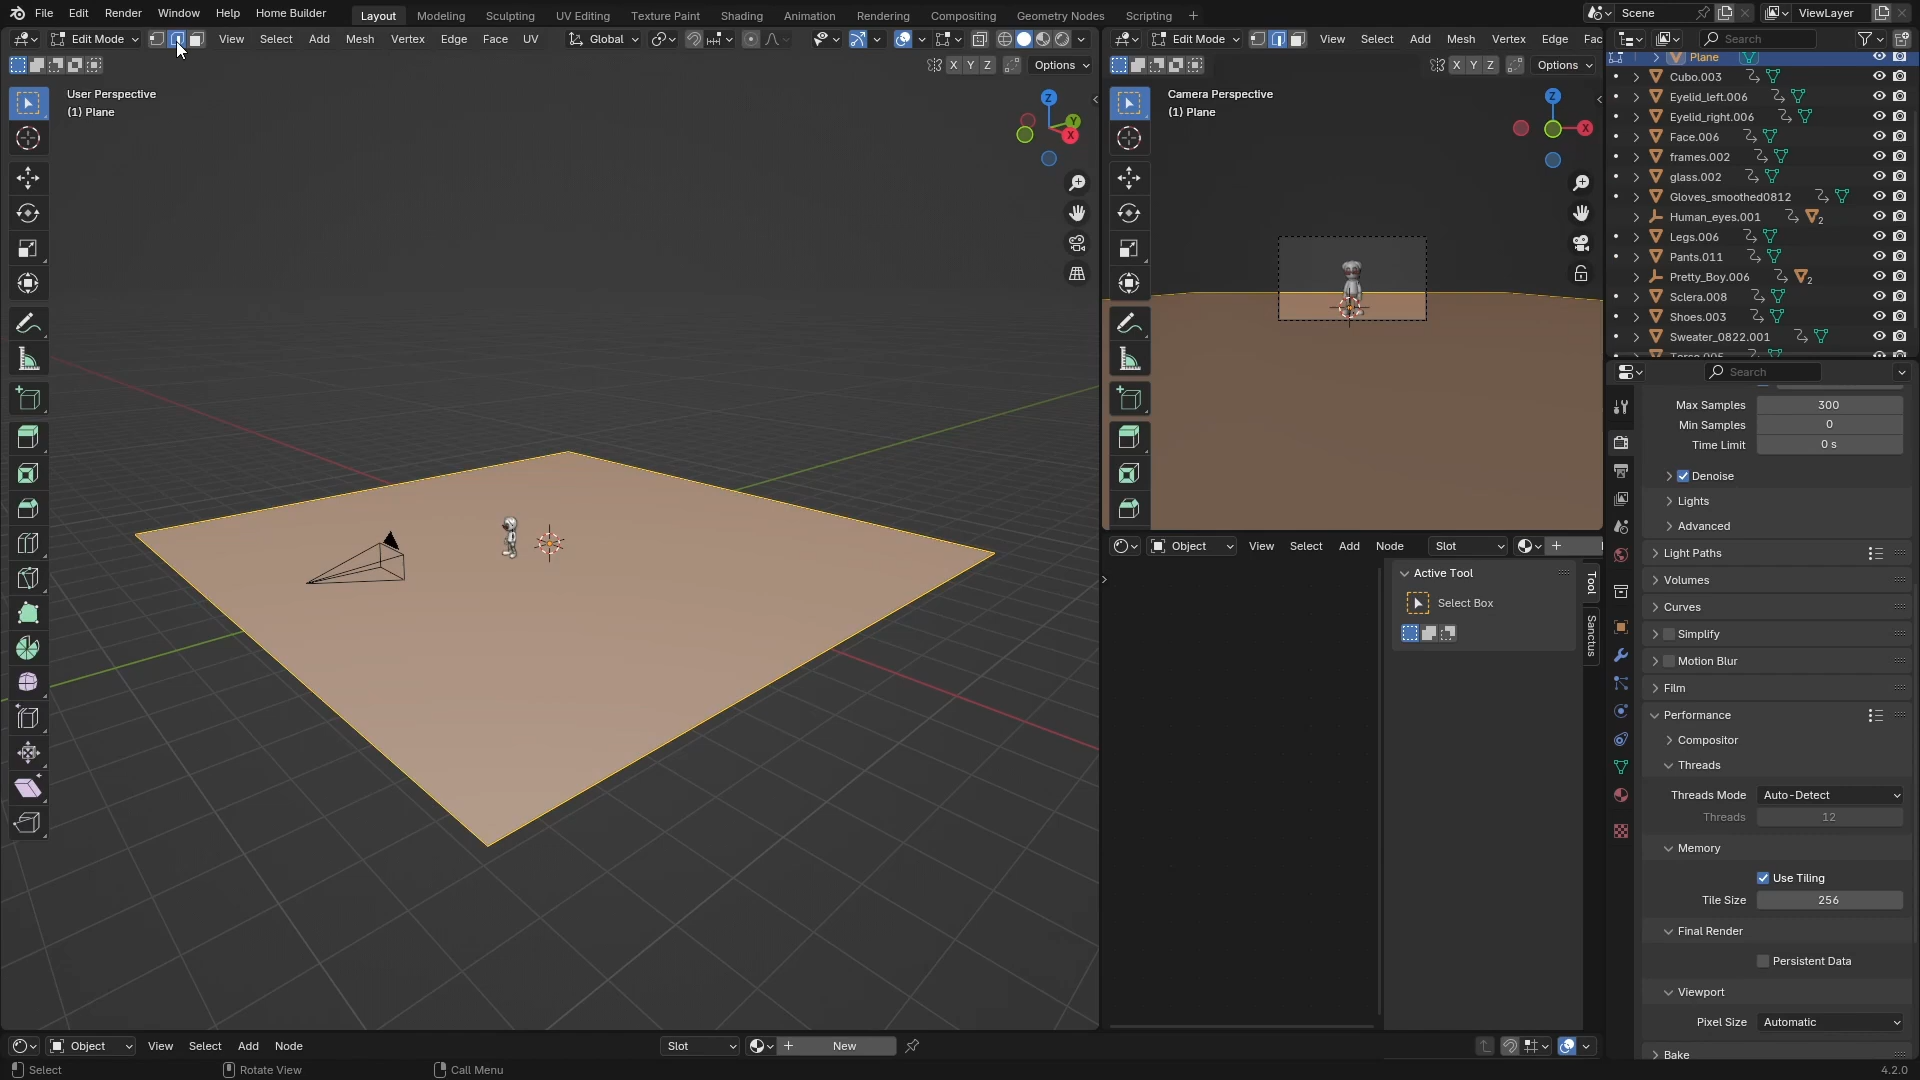 File Edit Render Window Help Home Builder Layout Modeling Sculpting UV Editing Texture Paint Shading Animation Rendering Compositing Geometry Nodes Scripting + Scene ViewLayer
Edit Mode View Select Add Mesh Vertex Edge Face UV Global
X Y Z Options
User Perspective
(1) Plane
Z
Y
X
Edit Mode View Select Add Mesh Vertex Edge Fac
X Y Z Options
Camera Perspective
(1) Plane
Z
X
Search
Plane
Cubo.003
Eyelid_left.006
Eyelid_right.006
Face.006
frames.002
glass.002
Gloves_smoothed0812
Human_eyes.001 2
Legs.006
Pants.011
Pretty_Boy.006 2
Sclera.008
Shoes.003
Sweater_0822.001
Torso.005
Search
Max Samples 300
Min Samples 0
Time Limit 0 s
Denoise
Lights
Advanced
Light Paths
Volumes
Curves
Simplify
Motion Blur
Film
Performance
Compositor
Threads
Threads Mode Auto-Detect
Threads 12
Memory
Use Tiling
Tile Size 256
Final Render
Persistent Data
Viewport
Pixel Size Automatic
Bake
Object View Select Add Node Slot
Active Tool
Select Box
Tool
Sanctus
Object View Select Add Node Slot New
Select Rotate View Call Menu 4.2.0